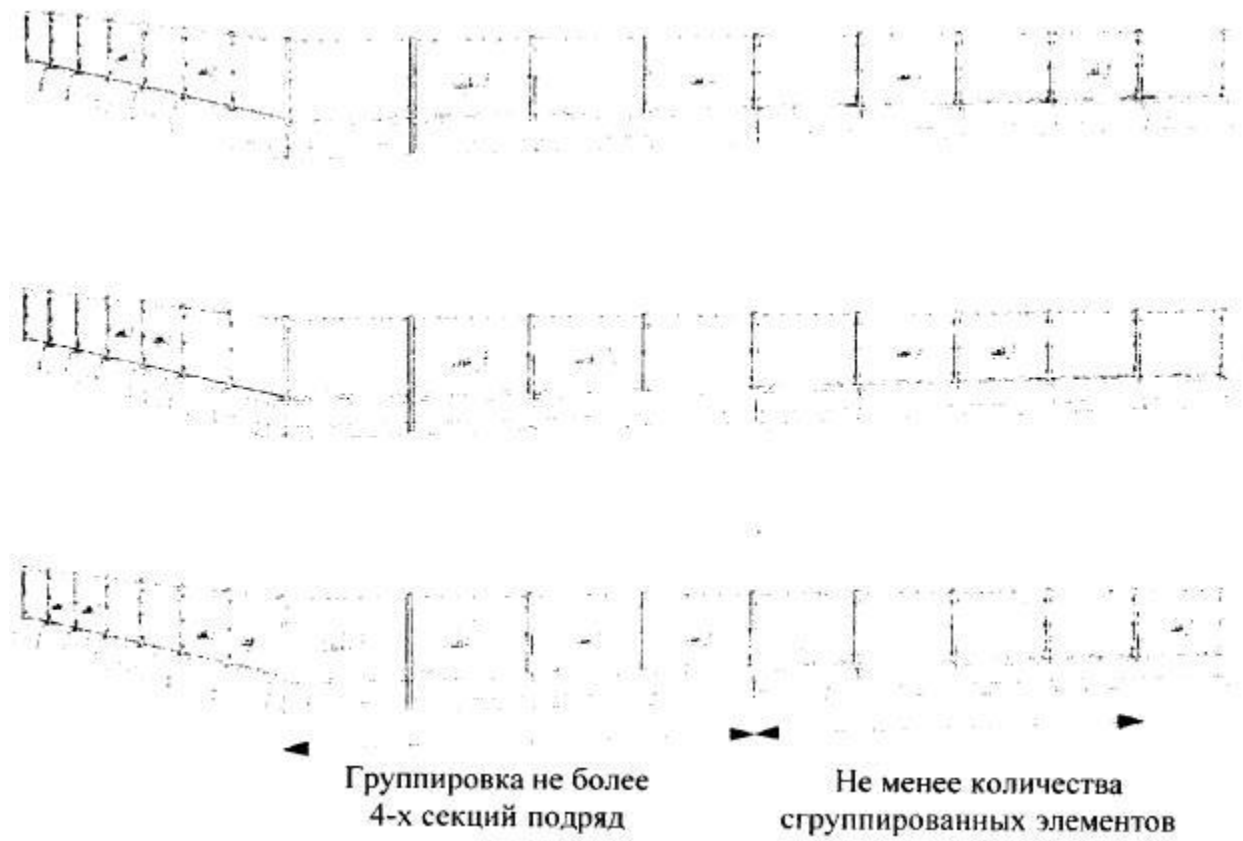 Группировка не более
4-х секций подряд
Не менее количества
сгруппированных элементов